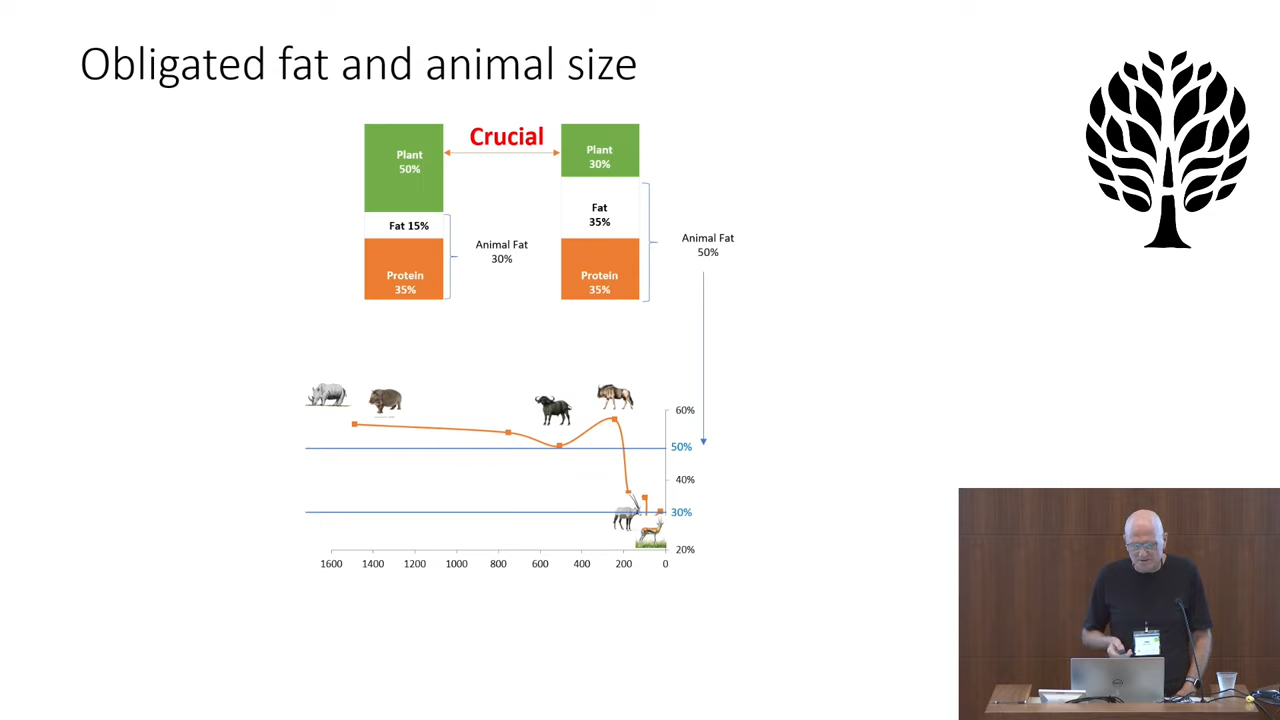 Obligated fat and animal size
Crucial
Plant
50%
Fat 15%
Protein
35%
Animal Fat
30%
Plant
30%
Fat
35%
Protein
35%
Animal Fat
50%
60%
50%
40%
30%
20%
1600
1400
1200
1000
800
600
400
200
0